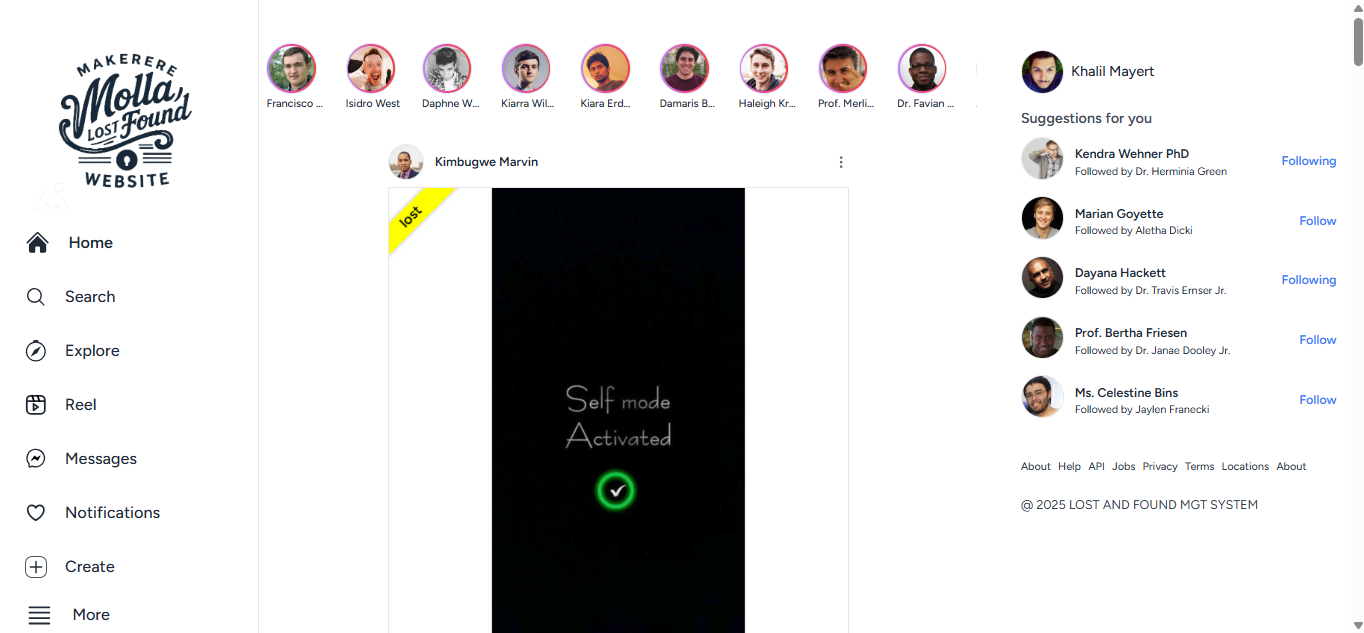 MAKERERE
Molla,
LOST Found
WEBSITE
Home
Search
Explore
Reel
Messages
Notifications
Create
More
Francisco ...
Isidro West
Daphne W...
Kiarra Wil...
Kiara Erd...
Damaris B...
Haleigh Kr...
Prof. Merli...
Dr. Favian ...
Kimbugwe Marvin
lost
Self mode
Activated
Khalil Mayert
Suggestions for you
Kendra Wehner PhD
Followed by Dr. Herminia Green
Following
Marian Goyette
Followed by Aletha Dicki
Follow
Dayana Hackett
Followed by Dr. Travis Ernser Jr.
Following
Prof. Bertha Friesen
Followed by Dr. Janae Dooley Jr.
Follow
Ms. Celestine Bins
Followed by Jaylen Franecki
Follow
About Help API Jobs Privacy Terms Locations About
@ 2025 LOST AND FOUND MGT SYSTEM